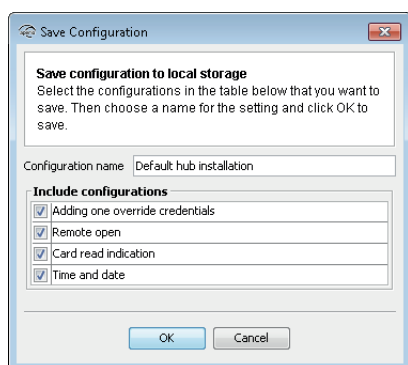 Save Configuration
Save configuration to local storage
Select the configurations in the table below that you want to
save. Then choose a name for the setting and click OK to
save.
Configuration name Default hub installation
Include configurations
Adding one override credentials
Remote open
Card read indication
Time and date
OK Cancel